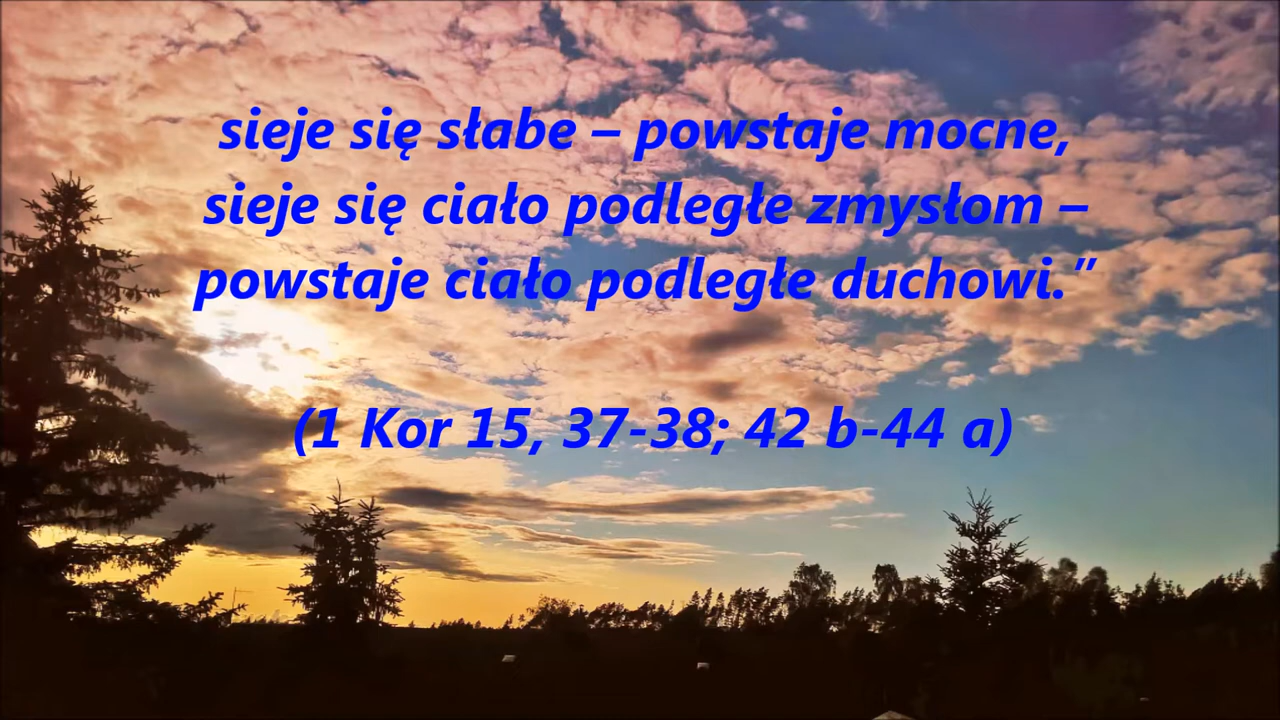 sieje się słabe – powstaje mocne,
sieje się ciało podległe zmysłom –
powstaje ciało podległe duchowi.”
(1 Kor 15, 37-38; 42 b-44 a)